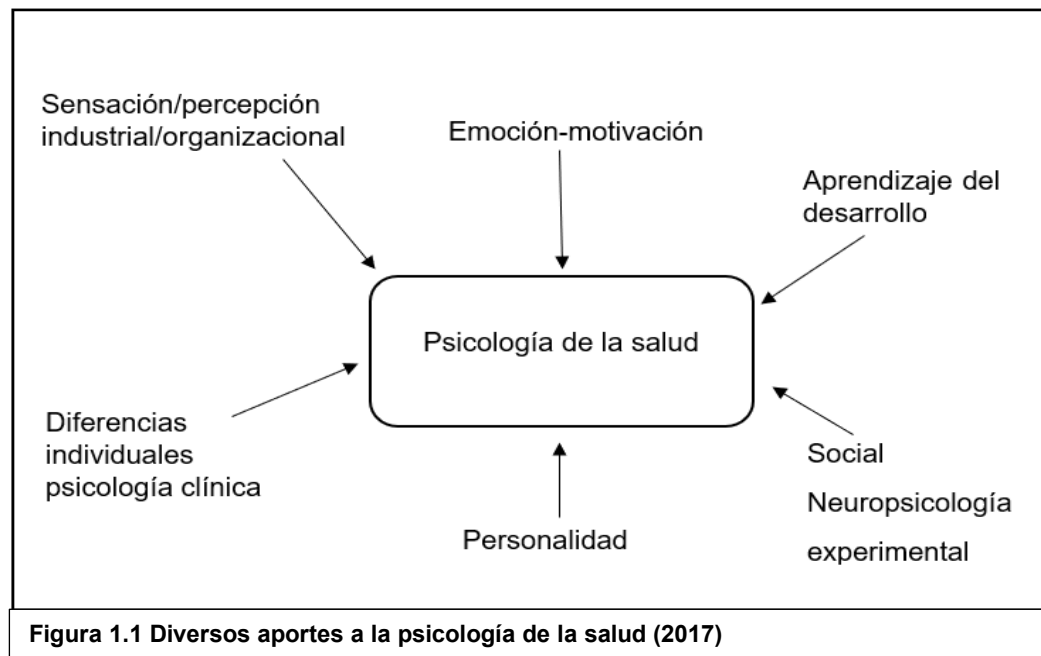 Sensación/percepción
industrial/organizacional
Emoción-motivación
Aprendizaje del
desarrollo
Psicología de la salud
Diferencias
individuales
psicología clínica
Personalidad
Social
Neuropsicología
experimental
Figura 1.1 Diversos aportes a la psicología de la salud (2017)